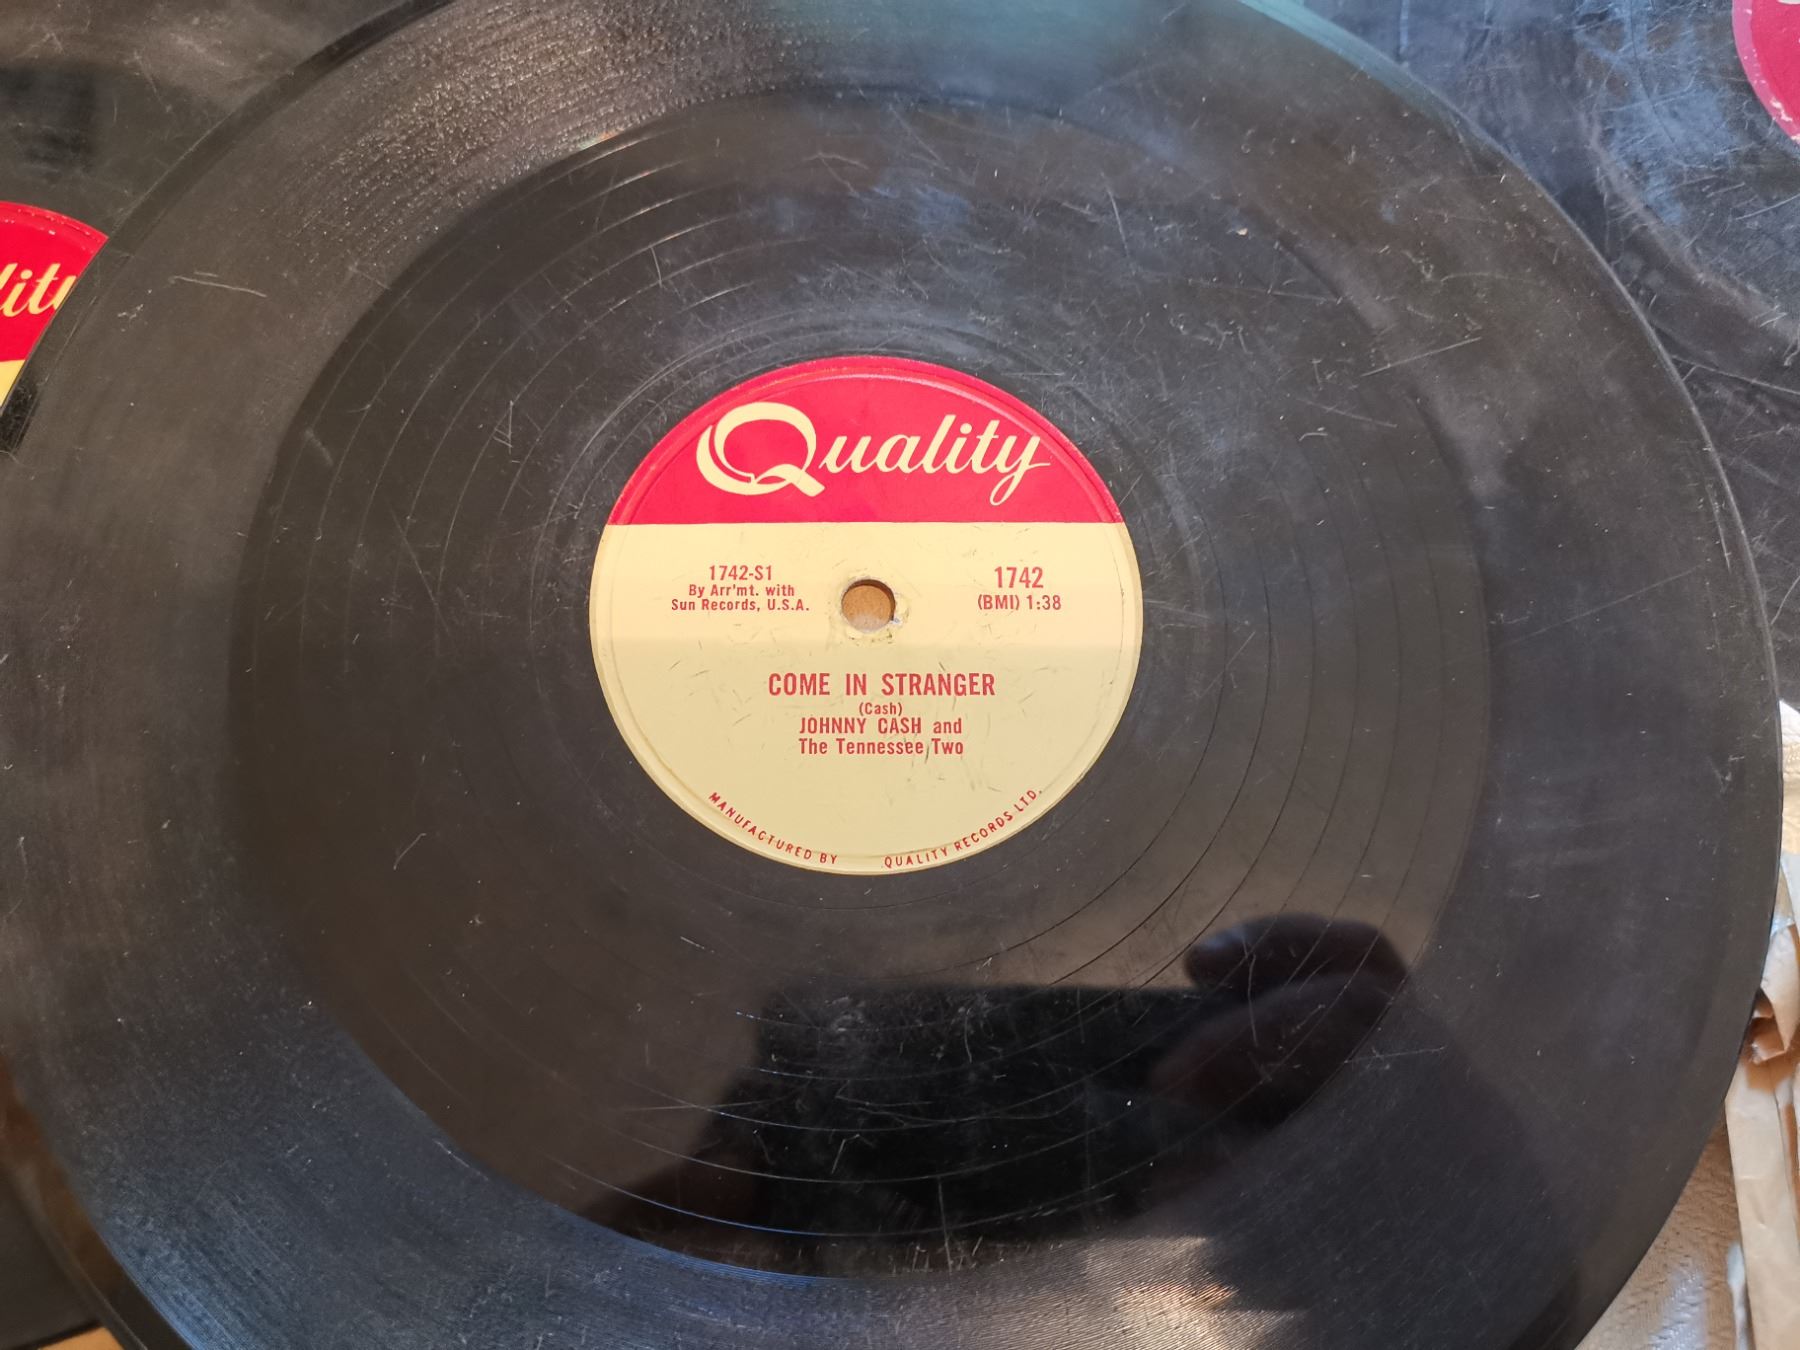 Quality
1742-S1
By Arr'mt. with
Sun Records, U.S.A.
1742
(BMI) 1:38
COME IN STRANGER
(Cash)
JOHNNY CASH and
The Tennessee Two
MANUFACTURED BY QUALITY RECORDS LTD.
lity